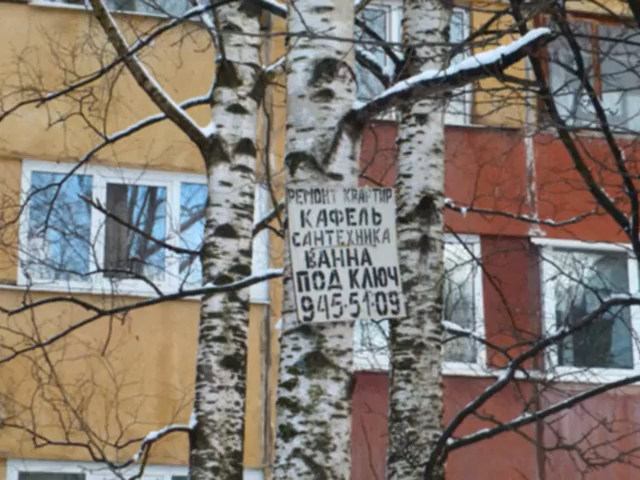 РЕМОНТ КВАРТИР
КАФЕЛЬ
САНТЕХНИКА
ВАННА
ПОД КЛЮЧ
945-51-09